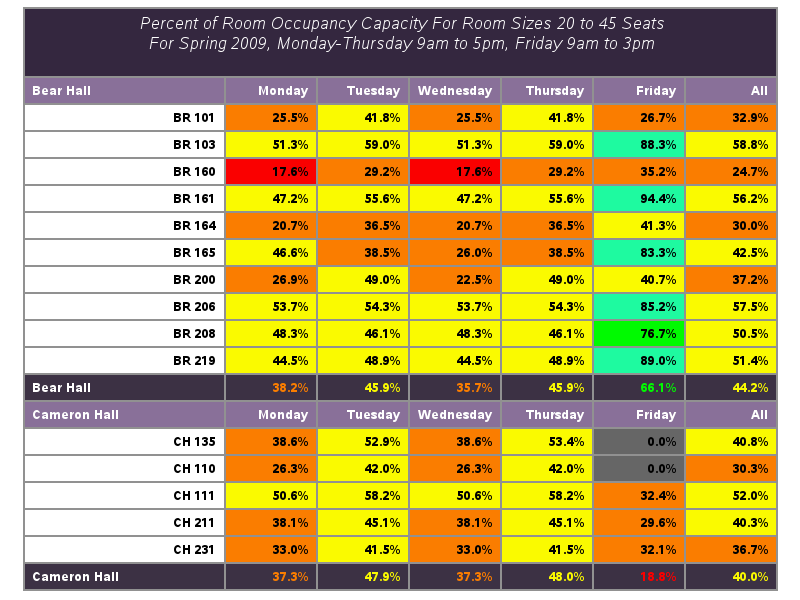 Percent of Room Occupancy Capacity For Room Sizes 20 to 45 Seats
For Spring 2009, Monday-Thursday 9am to 5pm, Friday 9am to 3pm
Bear Hall Monday Tuesday Wednesday Thursday Friday All
BR 101 25.5% 41.8% 25.5% 41.8% 26.7% 32.9%
BR 103 51.3% 59.0% 51.3% 59.0% 88.3% 58.8%
BR 160 17.6% 29.2% 17.6% 29.2% 35.2% 24.7%
BR 161 47.2% 55.6% 47.2% 55.6% 94.4% 56.2%
BR 164 20.7% 36.5% 20.7% 36.5% 41.3% 30.0%
BR 165 46.6% 38.5% 26.0% 38.5% 83.3% 42.5%
BR 200 26.9% 49.0% 22.5% 49.0% 40.7% 37.2%
BR 206 53.7% 54.3% 53.7% 54.3% 85.2% 57.5%
BR 208 48.3% 46.1% 48.3% 46.1% 76.7% 50.5%
BR 219 44.5% 48.9% 44.5% 48.9% 89.0% 51.4%
Bear Hall 38.2% 45.9% 35.7% 45.9% 66.1% 44.2%
Cameron Hall Monday Tuesday Wednesday Thursday Friday All
CH 135 38.6% 52.9% 38.6% 53.4% 0.0% 40.8%
CH 110 26.3% 42.0% 26.3% 42.0% 0.0% 30.3%
CH 111 50.6% 58.2% 50.6% 58.2% 32.4% 52.0%
CH 211 38.1% 45.1% 38.1% 45.1% 29.6% 40.3%
CH 231 33.0% 41.5% 33.0% 41.5% 32.1% 36.7%
Cameron Hall 37.3% 47.9% 37.3% 48.0% 18.8% 40.0%